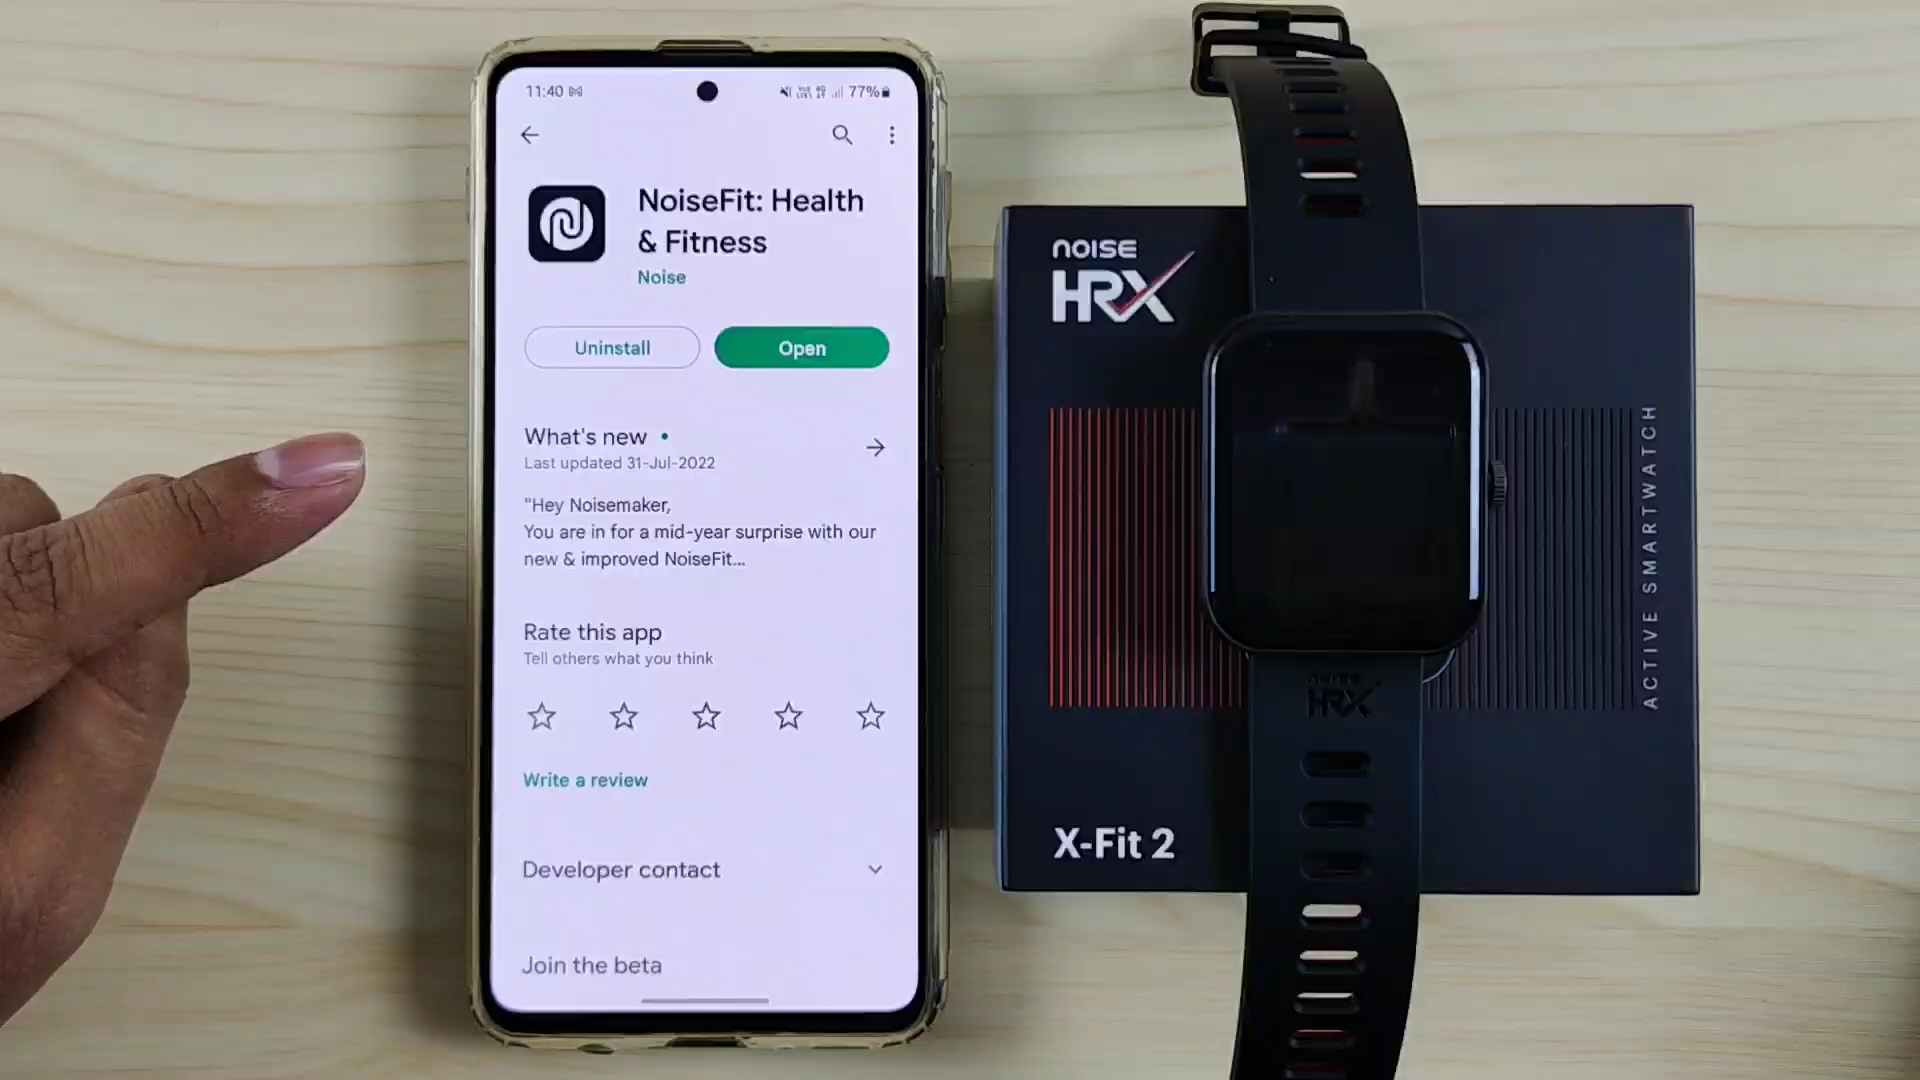 11:40
77%
NoiseFit: Health
& Fitness
Noise
Uninstall
Open
What's new
Last updated 31-Jul-2022
"Hey Noisemaker,
You are in for a mid-year surprise with our
new & improved NoiseFit...
Rate this app
Tell others what you think
Write a review
Developer contact
Join the beta
noise
HRX
ACTIVE SMARTWATCH
noise
HRX
X-Fit 2